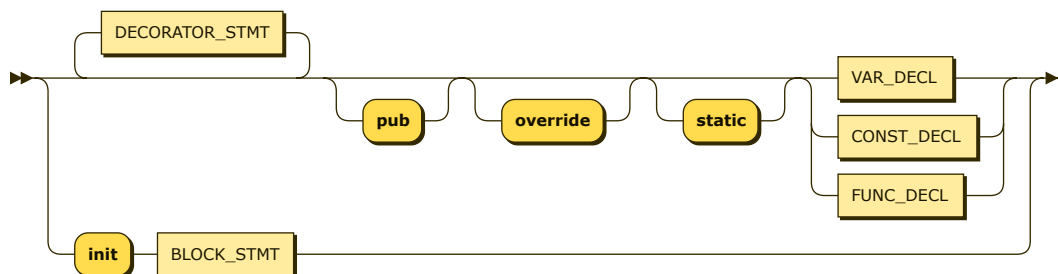 DECORATOR_STMT
VAR_DECL
pub override static
CONST_DECL
FUNC_DECL
init BLOCK_STMT